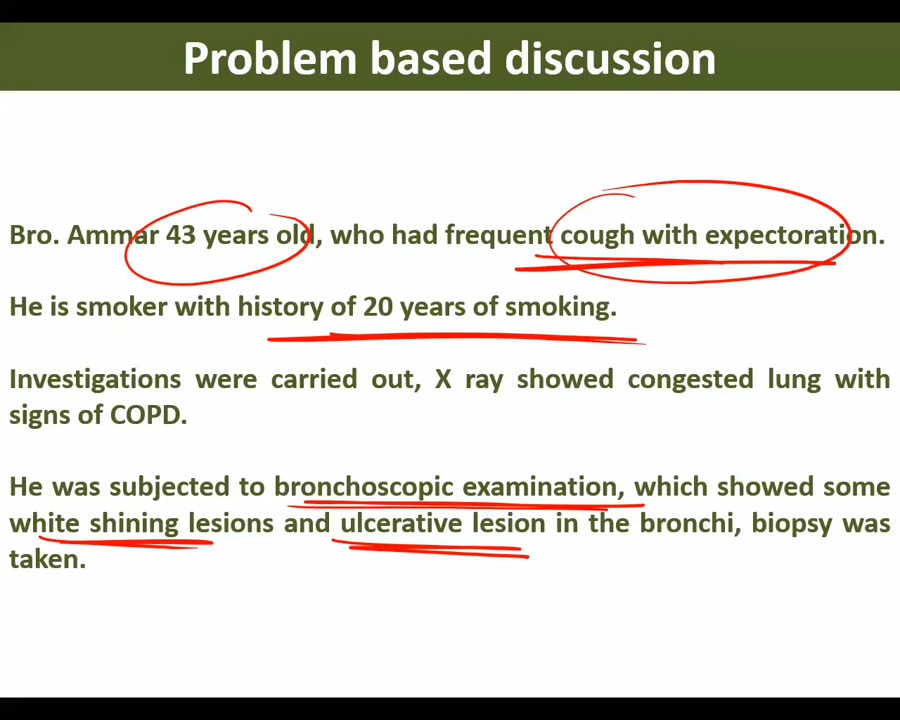 Problem based discussion
Bro. Ammar 43 years old, who had frequent cough with expectoration.
He is smoker with history of 20 years of smoking.
Investigations were carried out, X ray showed congested lung with
signs of COPD.
He was subjected to bronchoscopic examination, which showed some
white shining lesions and ulcerative lesion in the bronchi, biopsy was
taken.